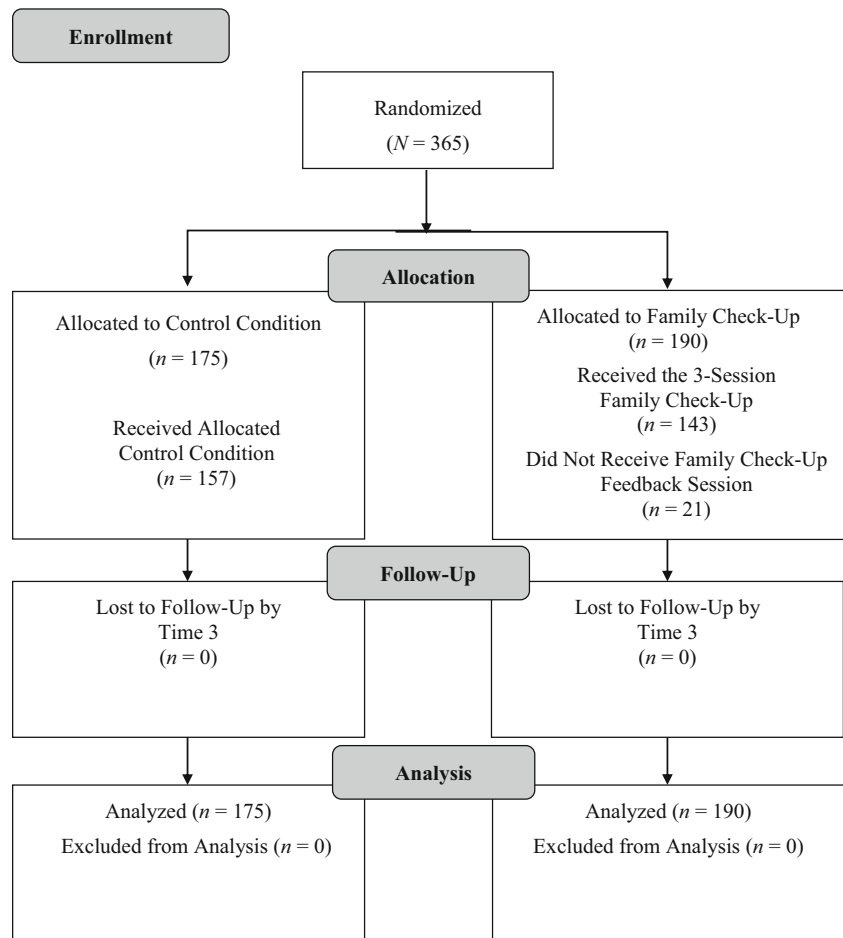 Enrollment
Randomized
(N = 365)
Allocation
Allocated to Control Condition
(n = 175)
Received Allocated
Control Condition
(n = 157)
Allocated to Family Check-Up
(n = 190)
Received the 3-Session
Family Check-Up
(n = 143)
Did Not Receive Family Check-Up
Feedback Session
(n = 21)
Follow-Up
Lost to Follow-Up by
Time 3
(n = 0)
Lost to Follow-Up by
Time 3
(n = 0)
Analysis
Analyzed (n = 175)
Excluded from Analysis (n = 0)
Analyzed (n = 190)
Excluded from Analysis (n = 0)